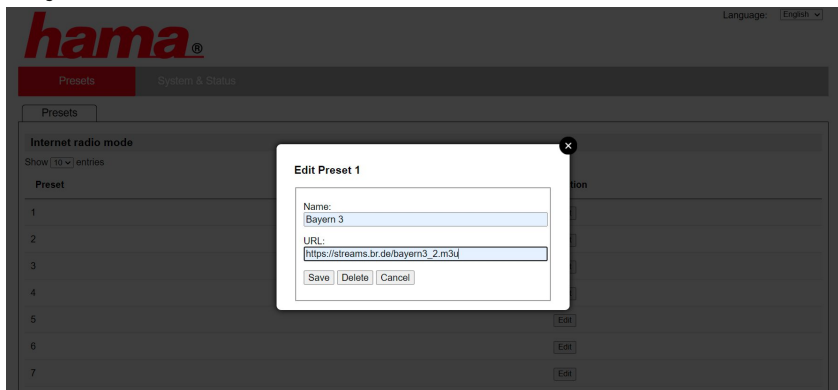 Language: English
hama®
Presets System & Status
Presets
Internet radio mode
Show 10 entries
Preset
1
2
3
4
5 Edit
6 Edit
7 Edit
Edit Preset 1
Name:
Bayern 3
URL:
https://streams.br.de/bayern3_2.m3u
Save Delete Cancel